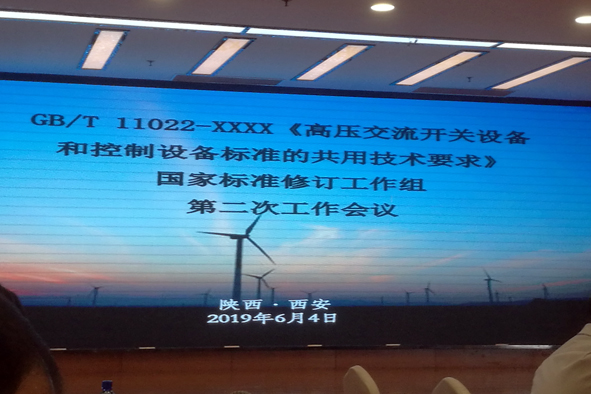 GB/T 11022-XXXX《高压交流开关设备
和控制设备标准的共用技术要求》
国家标准修订工作组
第二次工作会议
陕西·西安
2019年6月4日